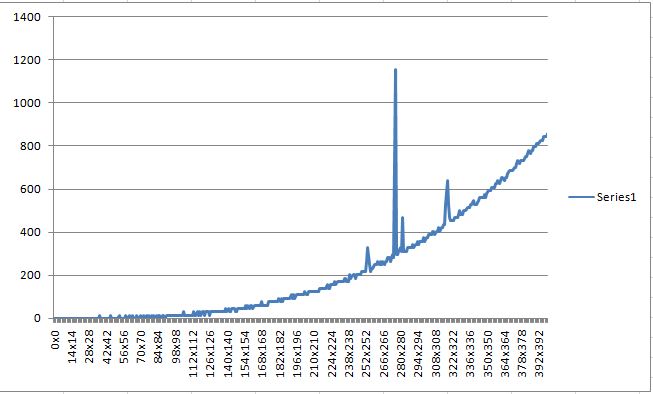 1400
1200
1000
800
600
400
200
0
Series1
0x0
14x14
28x28
42x42
56x56
70x70
84x84
98x98
112x112
126x126
140x140
154x154
168x168
182x182
196x196
210x210
224x224
238x238
252x252
266x266
280x280
294x294
308x308
322x322
336x336
350x350
364x364
378x378
392x392